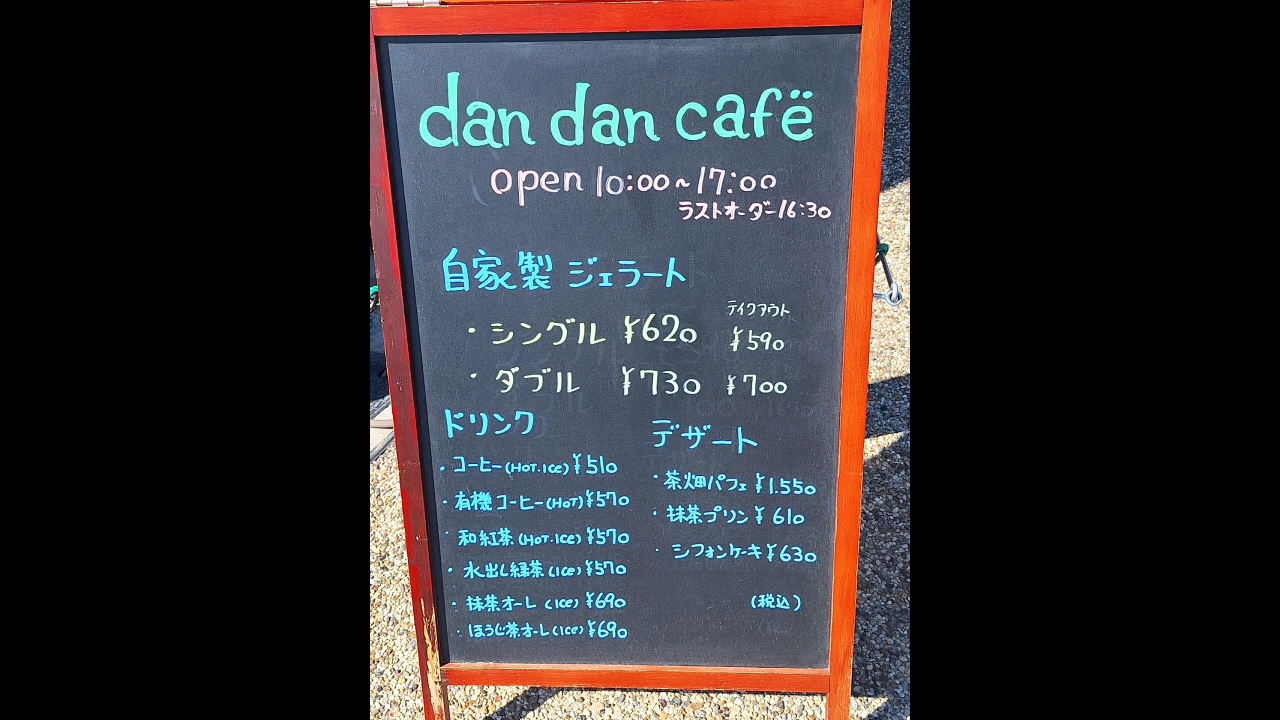 dan dan cafë
open 10:00~17:00
ラストオーダー16:30
自家製 ジェラート
テイクアウト
・シングル ¥620 ¥590
・ダブル ¥730 ¥700
ドリンク
・コーヒー(HOT.ICE)¥510
・有機コーヒー(HOT)¥570
・和紅茶(HOT.ICE)¥570
・水出し緑茶(ICE)¥570
・抹茶オーレ(ICE)¥690
・ほうじ茶オーレ(ICE)¥690
デザート
・茶畑パフェ¥1.550
・抹茶プリン¥610
・シフォンケーキ¥630
(税込)